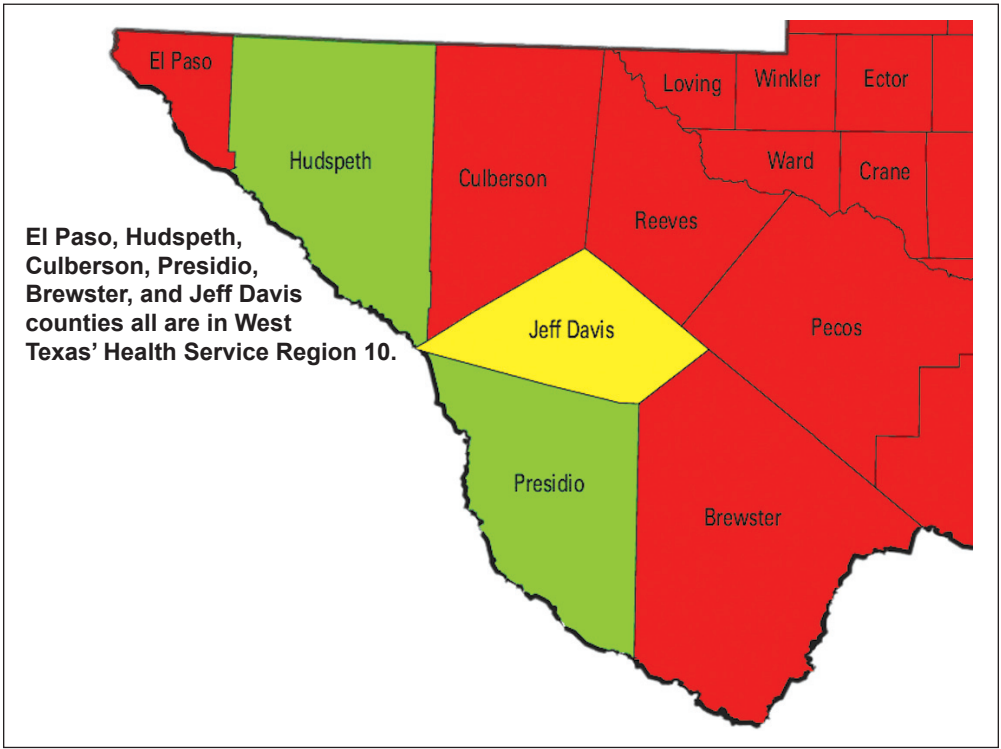 El Paso
Loving
Winkler
Ector
Hudspeth
Culberson
Ward
Crane
Reeves
El Paso, Hudspeth,
Culberson, Presidio,
Brewster, and Jeff Davis
counties all are in West
Texas’ Health Service Region 10.
Jeff Davis
Pecos
Presidio
Brewster